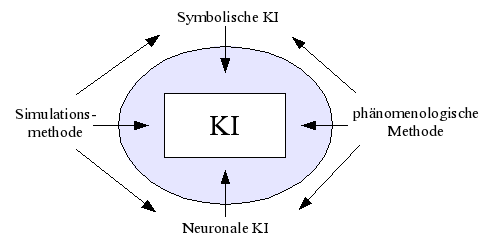 Symbolische KI
Simulations-
methode
KI
phänomenologische
Methode
Neuronale KI